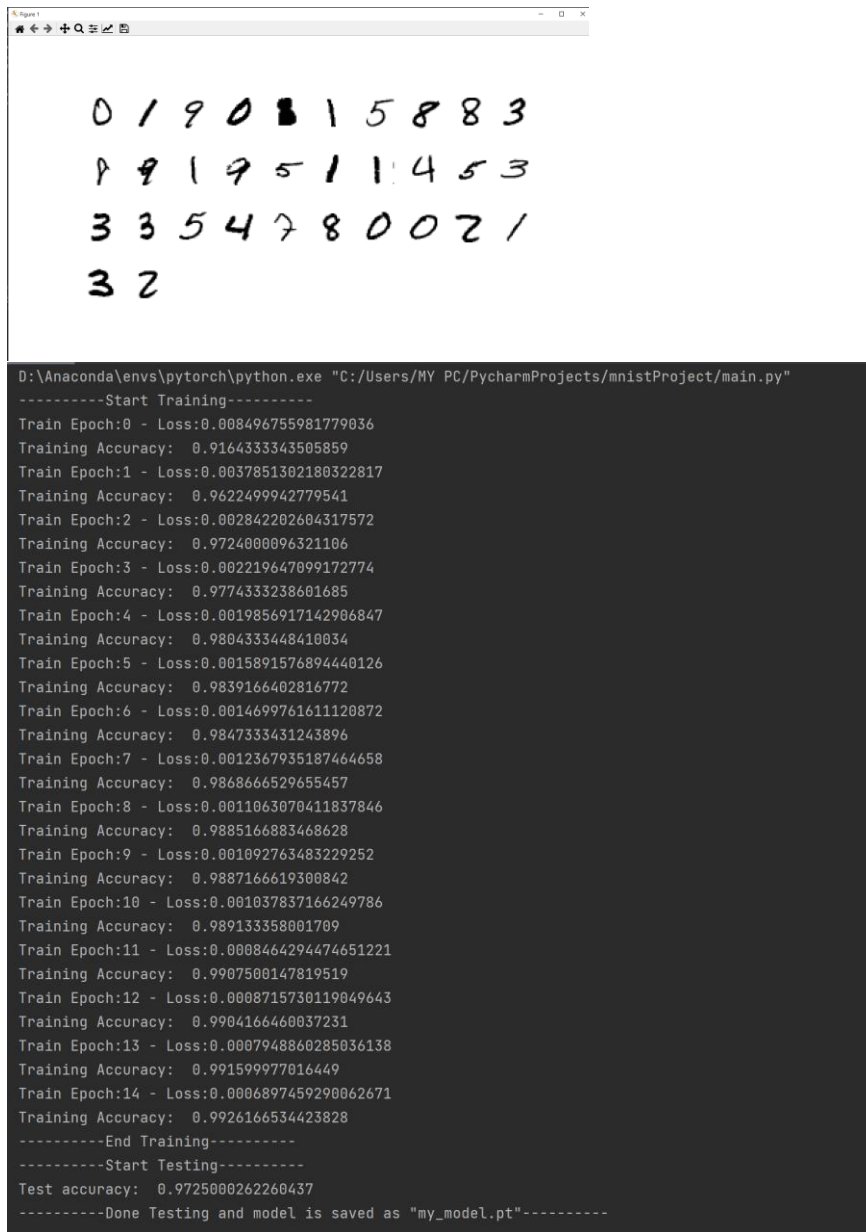 Figure 1
0 1 9 0 8 1 5 8 8 3
8 9 1 9 5 1 1 4 5 3
3 3 5 4 7 8 0 0 2 1
3 2
D:\Anaconda\envs\pytorch\python.exe "C:/Users/MY PC/PycharmProjects/mnistProject/main.py"
----------Start Training----------
Train Epoch:0 - Loss:0.008496755981779036
Training Accuracy:  0.9164333343505859
Train Epoch:1 - Loss:0.0037851302180322817
Training Accuracy:  0.9622499942779541
Train Epoch:2 - Loss:0.002842202604317572
Training Accuracy:  0.9724000096321106
Train Epoch:3 - Loss:0.002219647099172774
Training Accuracy:  0.9774333238601685
Train Epoch:4 - Loss:0.0019856917142906847
Training Accuracy:  0.9804333448410034
Train Epoch:5 - Loss:0.0015891576894440126
Training Accuracy:  0.9839166402816772
Train Epoch:6 - Loss:0.0014699761611120872
Training Accuracy:  0.9847333431243896
Train Epoch:7 - Loss:0.0012367935187464658
Training Accuracy:  0.9868666529655457
Train Epoch:8 - Loss:0.0011063070411837846
Training Accuracy:  0.9885166883468628
Train Epoch:9 - Loss:0.001092763483229252
Training Accuracy:  0.9887166619300842
Train Epoch:10 - Loss:0.001037837166249786
Training Accuracy:  0.989133358001709
Train Epoch:11 - Loss:0.0008464294474651221
Training Accuracy:  0.9907500147819519
Train Epoch:12 - Loss:0.0008715730119049643
Training Accuracy:  0.9904166460037231
Train Epoch:13 - Loss:0.0007948860285036138
Training Accuracy:  0.991599977016449
Train Epoch:14 - Loss:0.0006897459290062671
Training Accuracy:  0.9926166534423828
----------End Training----------
----------Start Testing----------
Test accuracy:  0.9725000262260437
----------Done Testing and model is saved as "my_model.pt"----------